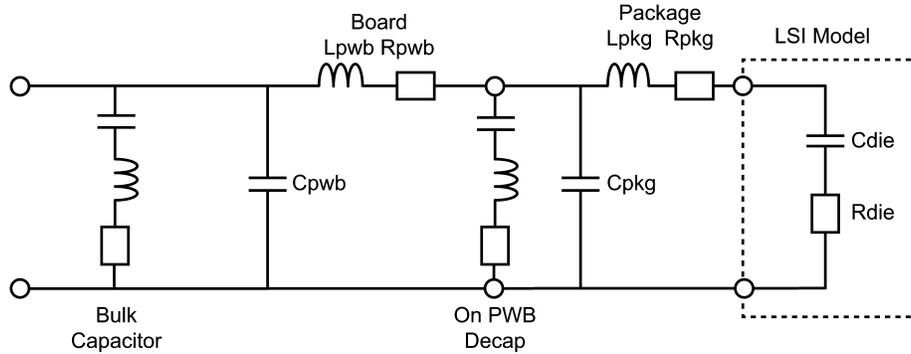 Board
Lpwb Rpwb
Package
Lpkg Rpkg
LSI Model
Cpwb
Cpkg
Cdie
Rdie
Bulk
Capacitor
On PWB
Decap